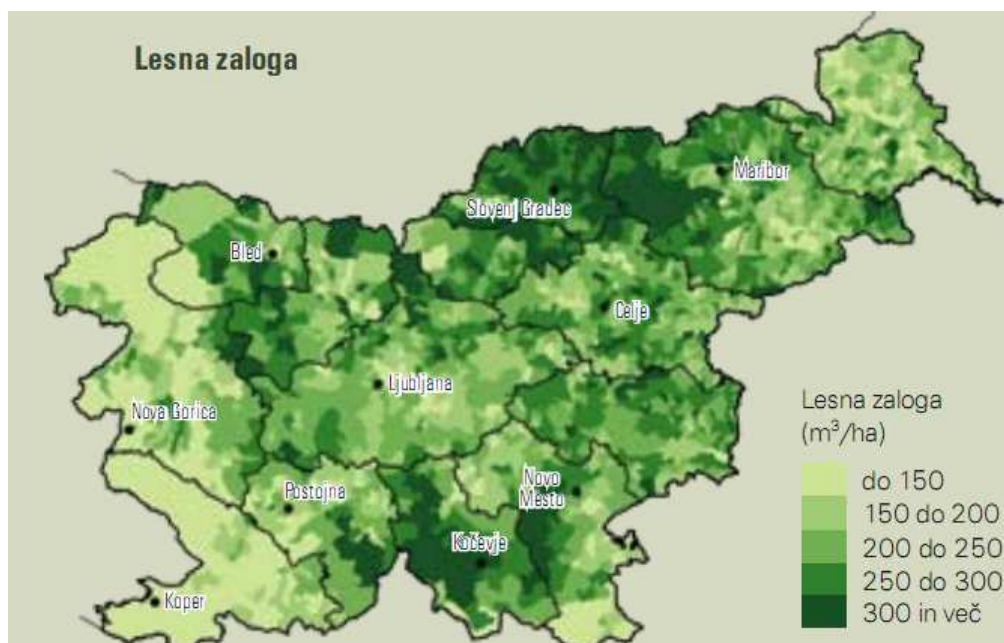 Lesna zaloga
Maribor
Slovenj Gradec
Bled
Celje
Ljubljana
Nova Gorica
Postojna
Novo
Mesto
Kočevje
Koper
Lesna zaloga
(m³/ha)
do 150
150 do 200
200 do 250
250 do 300
300 in več